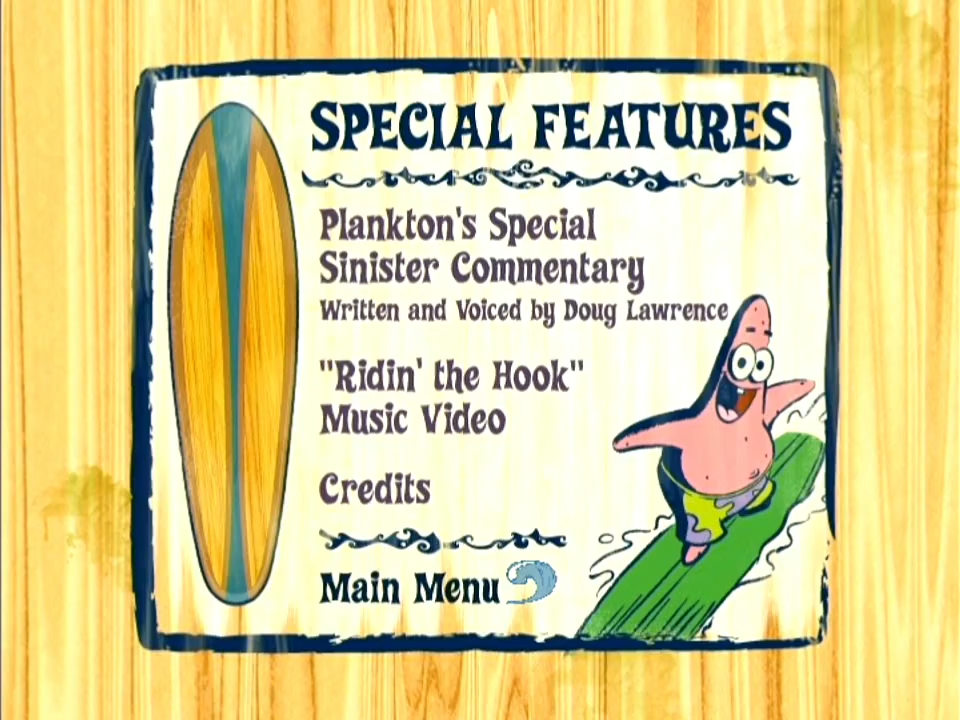 SPECIAL FEATURES
Plankton's Special
Sinister Commentary
Written and Voiced by Doug Lawrence
"Ridin' the Hook"
Music Video
Credits
Main Menu